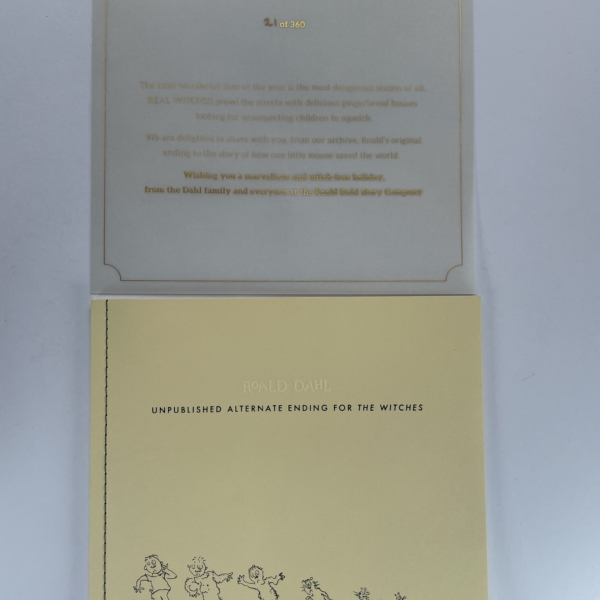 21 of 360
The most wonderful time of the year is the most dangerous season of all.
REAL WITCHES prowl the streets with delicious gingerbread houses
looking for unsuspecting children to squelch.
We are delighted to share with you, from our archive, Roald's original
ending to the story of how one little mouse saved the world.
Wishing you a marvellous and witch-free holiday,
from the Dahl family and everyone at the Roald Dahl Story Company
ROALD DAHL
UNPUBLISHED ALTERNATE ENDING FOR THE WITCHES